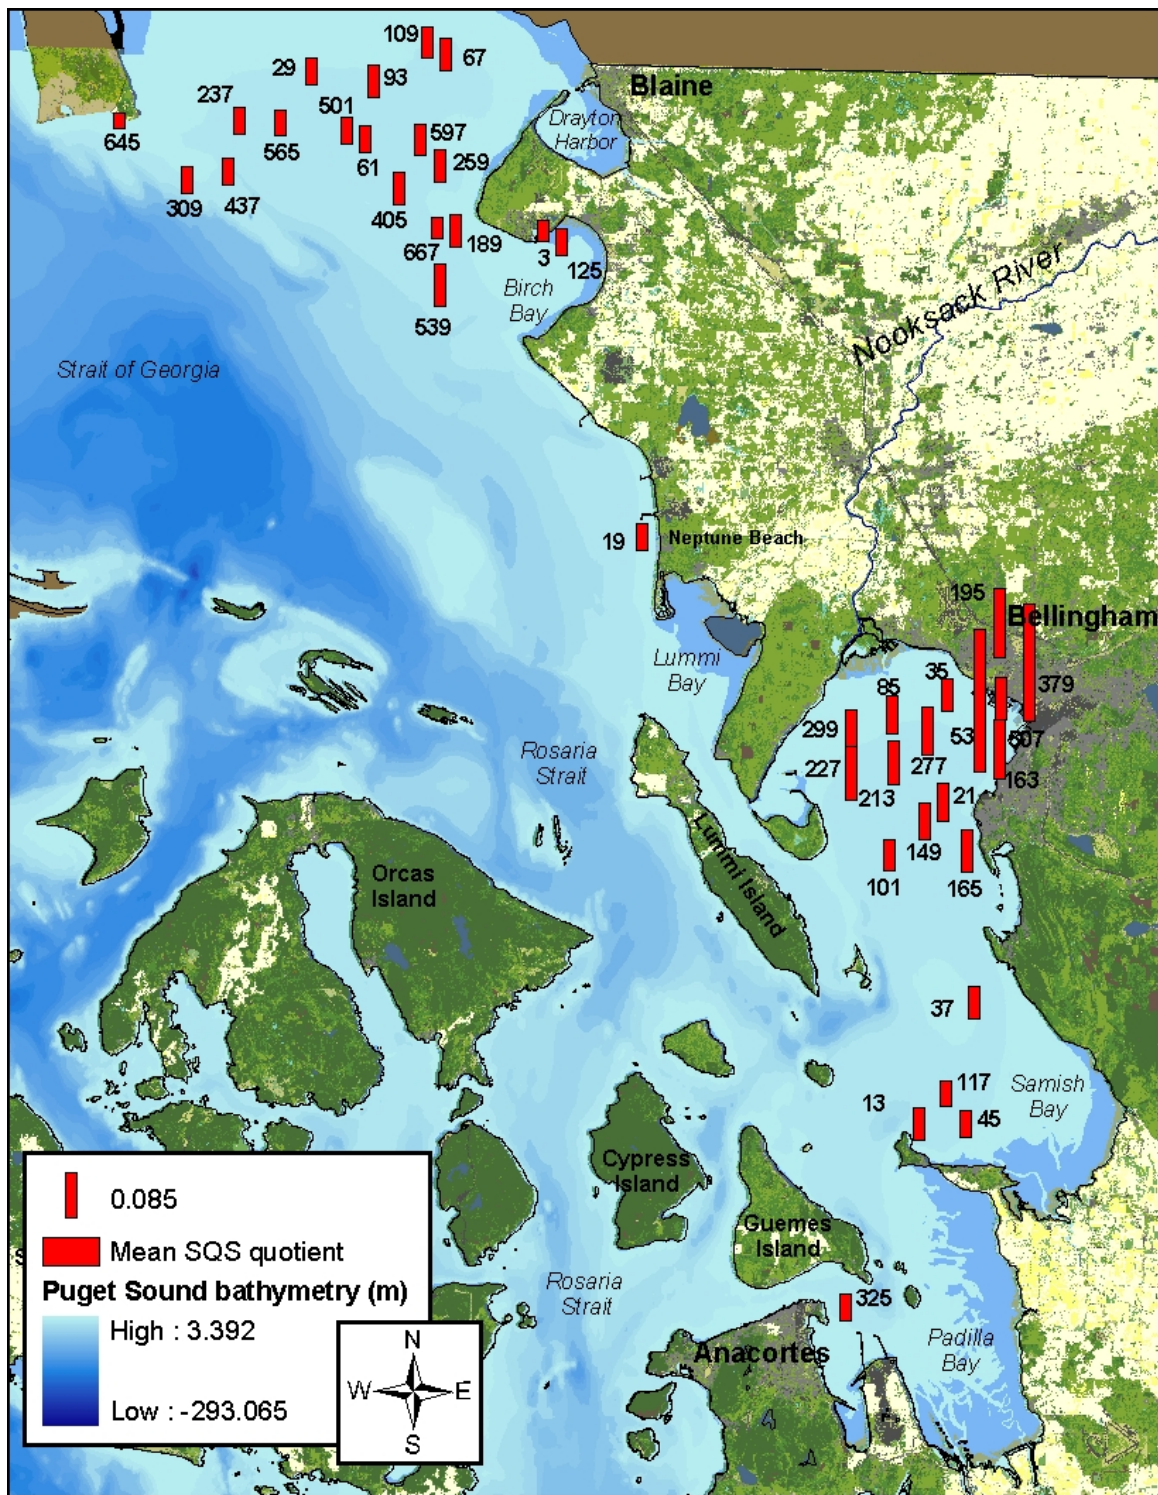 109
67
29
93
Blaine
237
501
Drayton
Harbor
645
565
61
597
259
309
437
405
667
189
3
125
Birch
Bay
539
Nooksack River
Strait of Georgia
19
Neptune Beach
195
Bellingham
Lummi
Bay
35
85
379
299
53
607
Rosaria
Strait
227
277
163
213
21
Lummi Island
149
Orcas
Island
101
165
37
117
Samish
Bay
13
45
Cypress
Island
0.085
Guemes
Island
Mean SQS quotient
Puget Sound bathymetry (m)
Rosaria
Strait
325
High : 3.392
N
Padilla
Bay
Anacortes
W
E
Low : -293.065
S